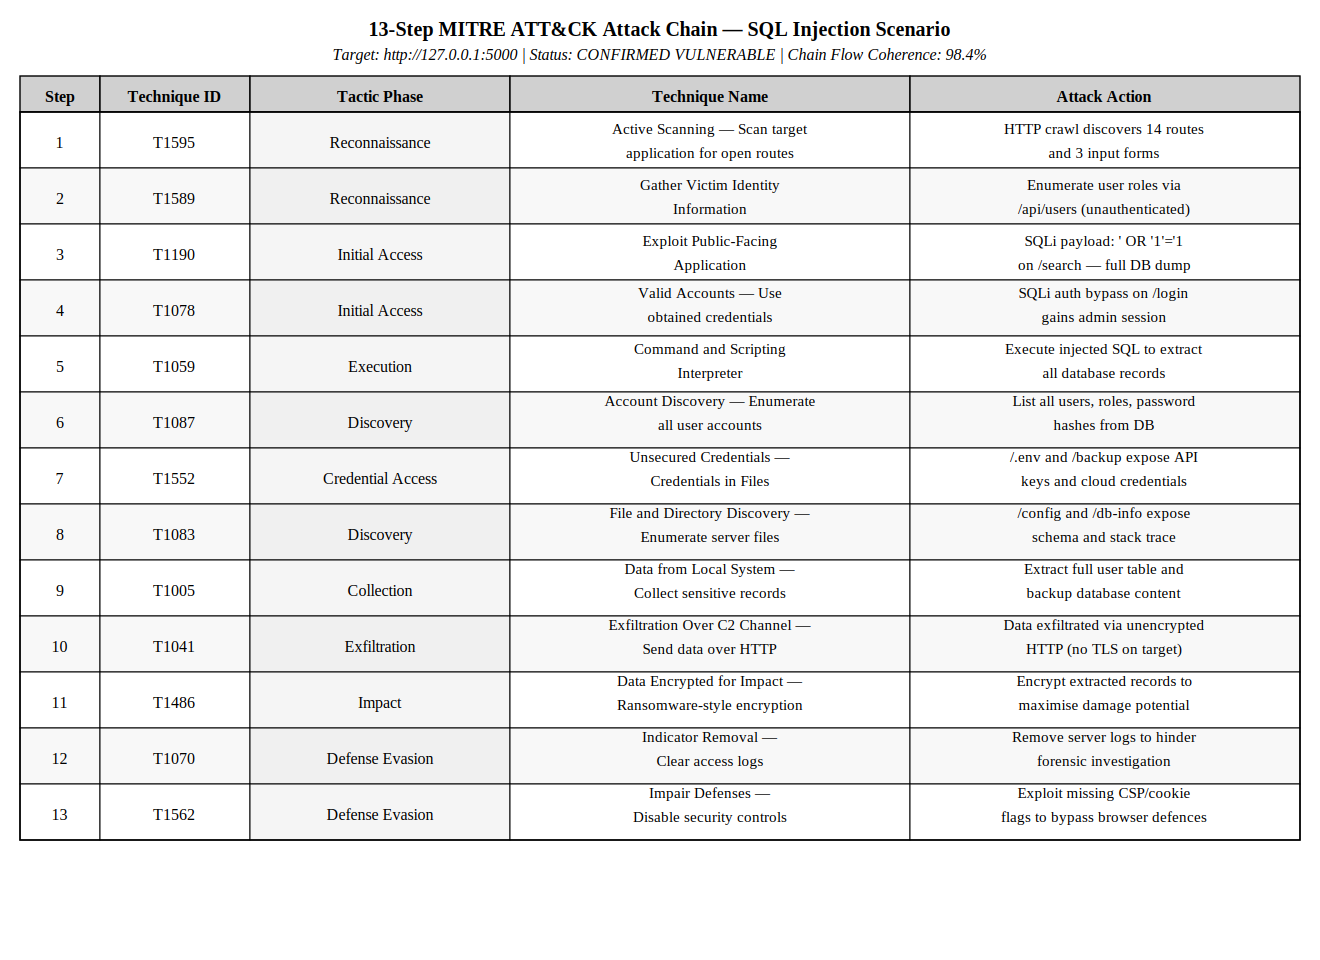 13-Step MITRE ATT&CK Attack Chain — SQL Injection Scenario
Target: http://127.0.0.1:5000 | Status: CONFIRMED VULNERABLE | Chain Flow Coherence: 98.4%
Step Technique ID Tactic Phase Technique Name Attack Action
1 T1595 Reconnaissance
Active Scanning — Scan target
application for open routes
HTTP crawl discovers 14 routes
and 3 input forms
2 T1589 Reconnaissance
Gather Victim Identity
Information
Enumerate user roles via
/api/users (unauthenticated)
3 T1190 Initial Access
Exploit Public-Facing
Application
SQLi payload: ' OR '1'='1
on /search — full DB dump
4 T1078 Initial Access
Valid Accounts — Use
obtained credentials
SQLi auth bypass on /login
gains admin session
5 T1059 Execution
Command and Scripting
Interpreter
Execute injected SQL to extract
all database records
6 T1087 Discovery
Account Discovery — Enumerate
all user accounts
List all users, roles, password
hashes from DB
7 T1552 Credential Access
Unsecured Credentials —
Credentials in Files
/.env and /backup expose API
keys and cloud credentials
8 T1083 Discovery
File and Directory Discovery —
Enumerate server files
/config and /db-info expose
schema and stack trace
9 T1005 Collection
Data from Local System —
Collect sensitive records
Extract full user table and
backup database content
10 T1041 Exfiltration
Exfiltration Over C2 Channel —
Send data over HTTP
Data exfiltrated via unencrypted
HTTP (no TLS on target)
11 T1486 Impact
Data Encrypted for Impact —
Ransomware-style encryption
Encrypt extracted records to
maximise damage potential
12 T1070 Defense Evasion
Indicator Removal —
Clear access logs
Remove server logs to hinder
forensic investigation
13 T1562 Defense Evasion
Impair Defenses —
Disable security controls
Exploit missing CSP/cookie
flags to bypass browser defences